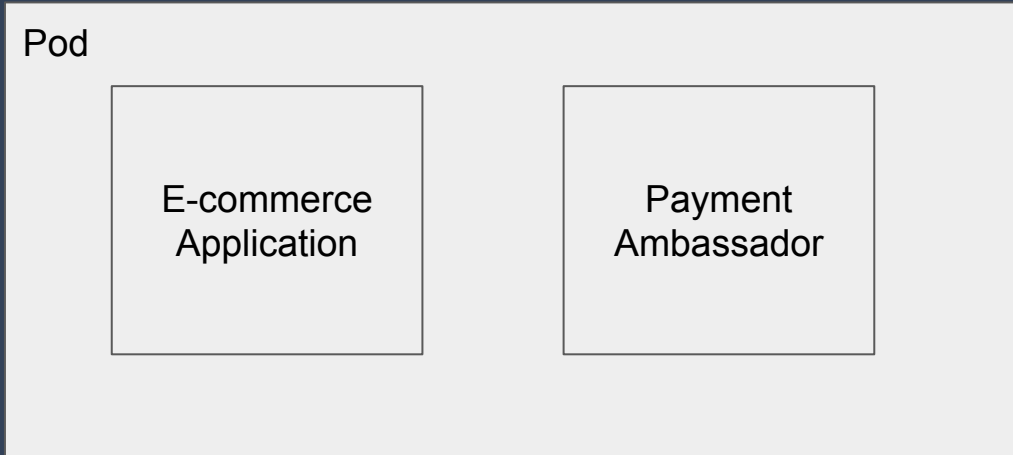 Pod
E-commerce
Application
Payment
Ambassador